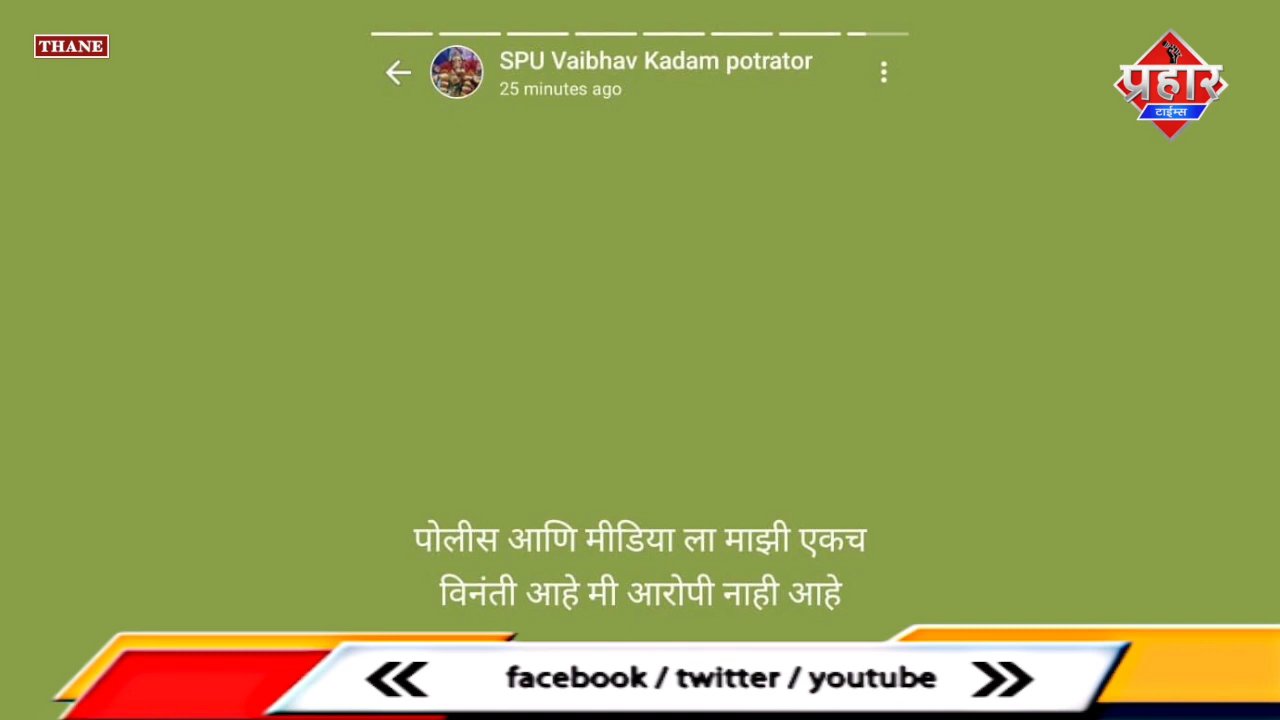 THANE
SPU Vaibhav Kadam potrator
25 minutes ago
प्रहार
टाईम्स
पोलीस आणि मीडिया ला माझी एकच
विनंती आहे मी आरोपी नाही आहे
facebook / twitter / youtube